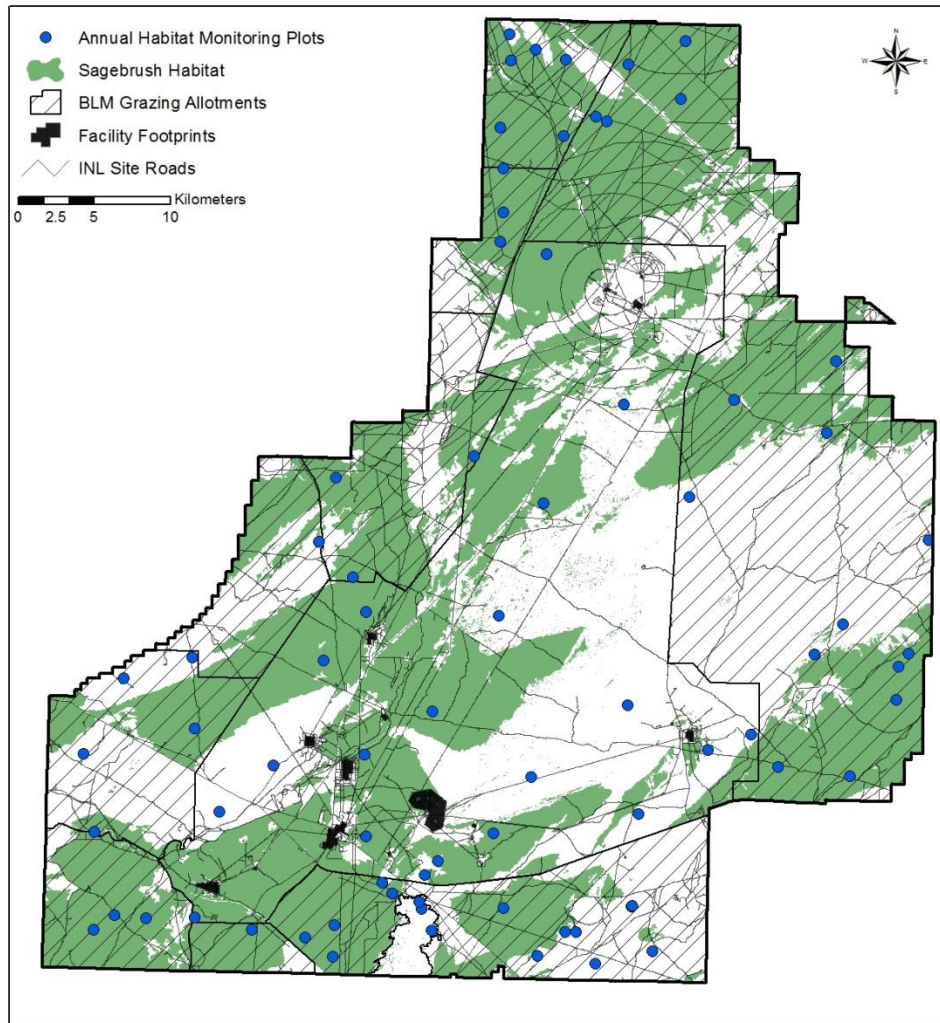 Annual Habitat Monitoring Plots
Sagebrush Habitat
BLM Grazing Allotments
Facility Footprints
INL Site Roads
Kilometers
0 2.5 5 10
N
W E
S